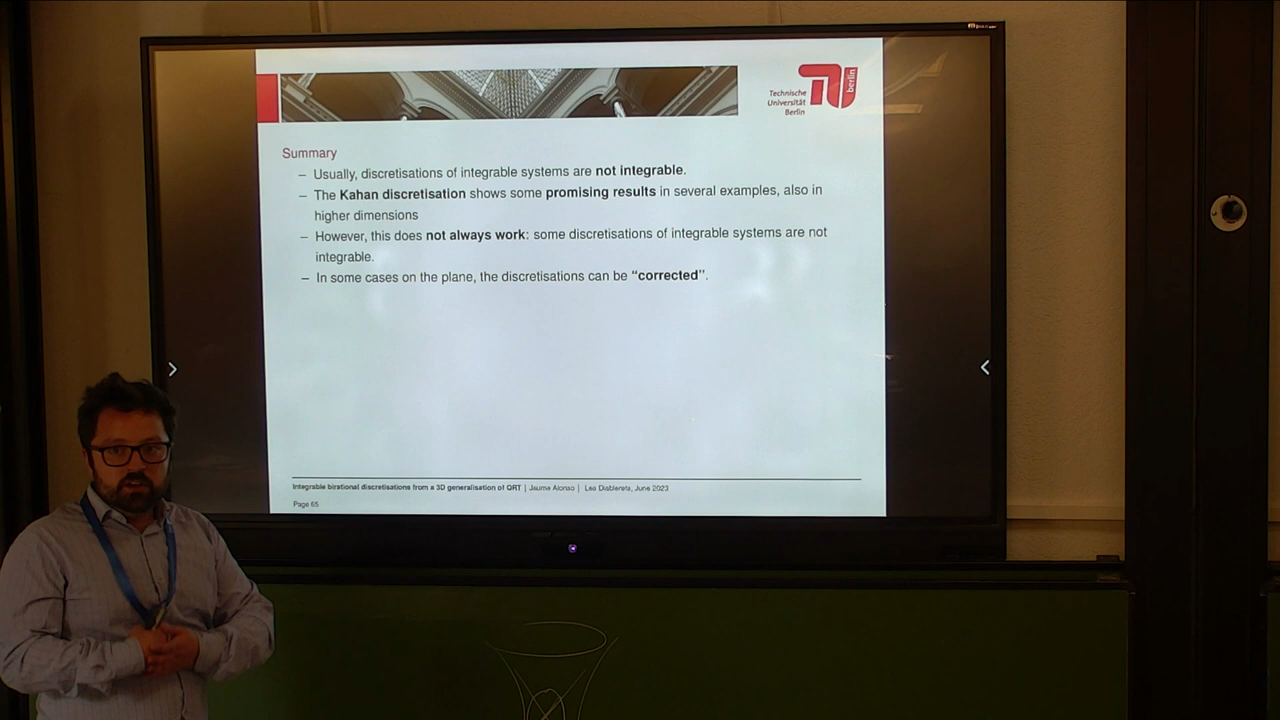 Technische
Universität
Berlin
berlin
Summary
– Usually, discretisations of integrable systems are not integrable.
– The Kahan discretisation shows some promising results in several examples, also in
higher dimensions
– However, this does not always work: some discretisations of integrable systems are not
integrable.
– In some cases on the plane, the discretisations can be “corrected”.
Integrable birational discretisations from a 3D generalisation of QRT | Jaume Alonso | Les Diablerets, June 2023
Page 65